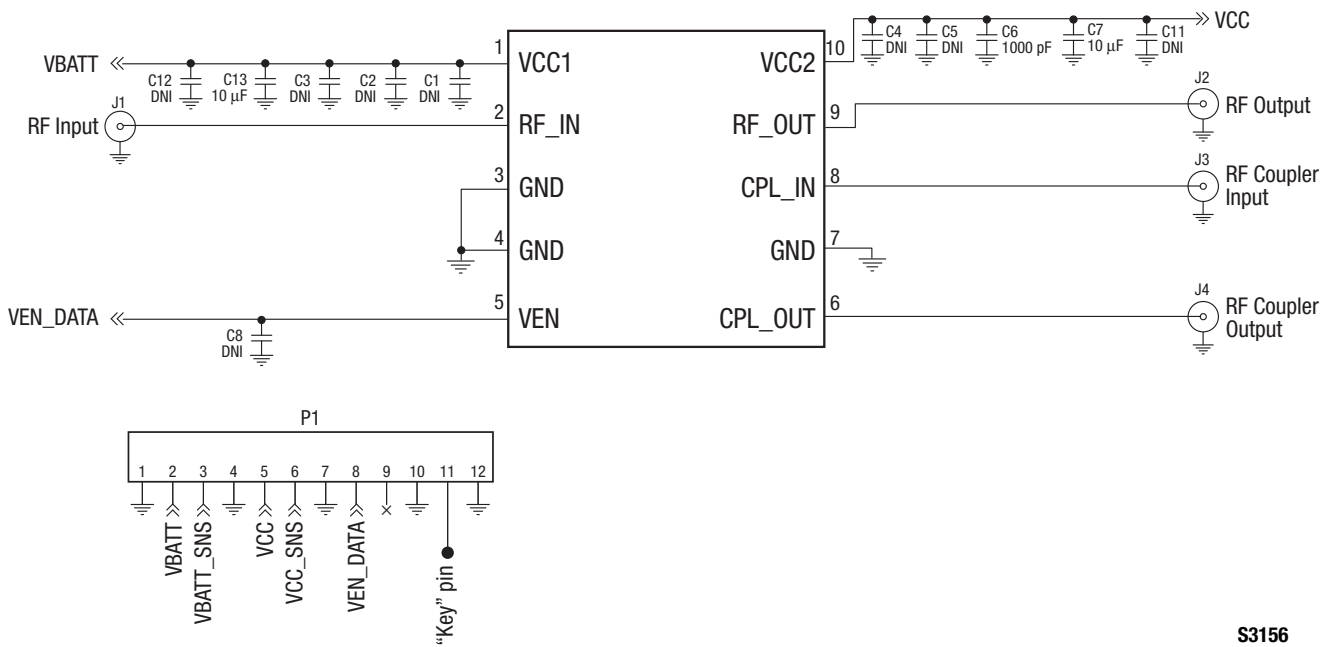 VCC
C4
DNI
C5
DNI
C6
1000 pF
C7
10 μF
C11
DNI
VBATT
C12
DNI
C13
10 μF
C3
DNI
C2
DNI
C1
DNI
1
VCC1
VCC2
10
J1
RF Input
2
RF_IN
RF_OUT
9
J2
RF Output
3
GND
CPL_IN
8
J3
RF Coupler
Input
4
GND
GND
7
VEN_DATA
C8
DNI
5
VEN
CPL_OUT
6
J4
RF Coupler
Output
P1
1 2 3 4 5 6 7 8 9 10 11 12
VBATT
VBATT_SNS
VCC
VCC_SNS
VEN_DATA
“Key” pin
S3156